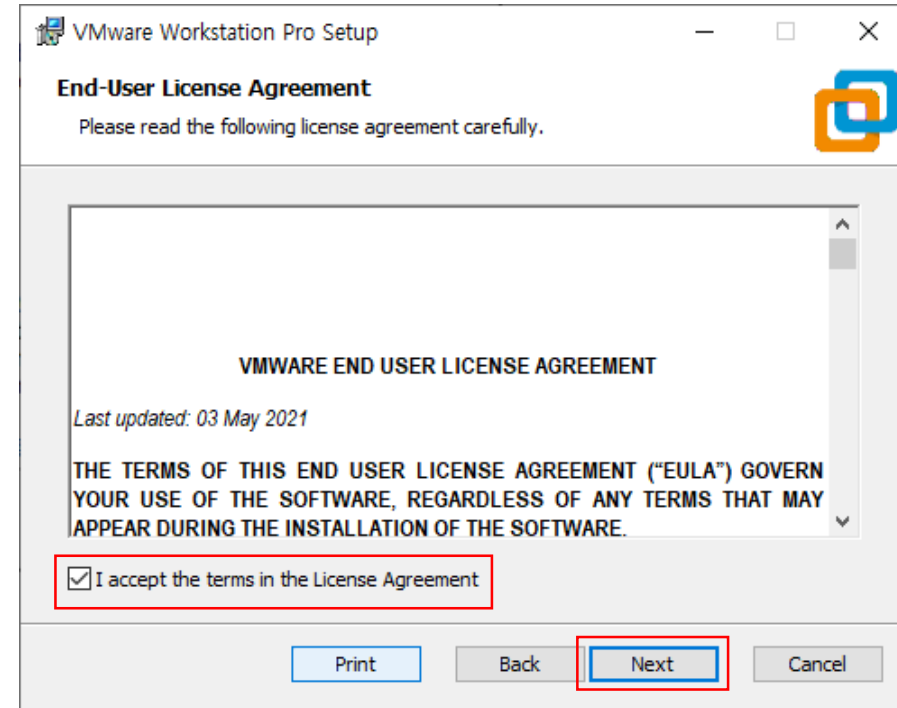 VMware Workstation Pro Setup
End-User License Agreement
Please read the following license agreement carefully.
VMWARE END USER LICENSE AGREEMENT
Last updated: 03 May 2021
THE TERMS OF THIS END USER LICENSE AGREEMENT (“EULA”) GOVERN
YOUR USE OF THE SOFTWARE, REGARDLESS OF ANY TERMS THAT MAY
APPEAR DURING THE INSTALLATION OF THE SOFTWARE.
I accept the terms in the License Agreement
Print Back Next Cancel